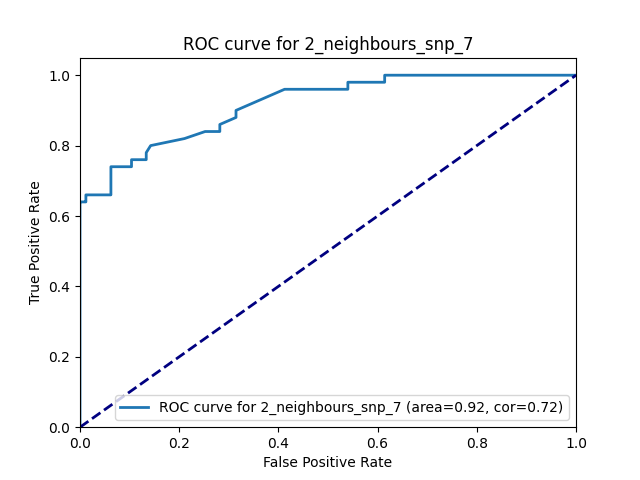 ROC curve for 2_neighbours_snp_7
1.0
0.8
0.6
0.4
0.2
0.0
True Positive Rate
ROC curve for 2_neighbours_snp_7 (area=0.92, cor=0.72)
0.0 0.2 0.4 0.6 0.8 1.0
False Positive Rate